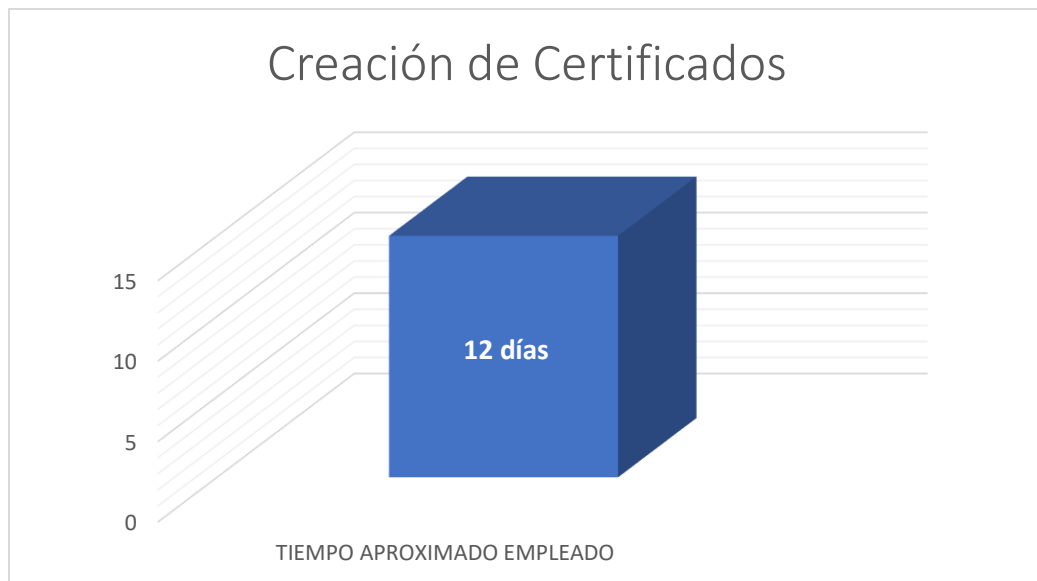 Creación de Certificados
15
10
5
0
12 días
TIEMPO APROXIMADO EMPLEADO